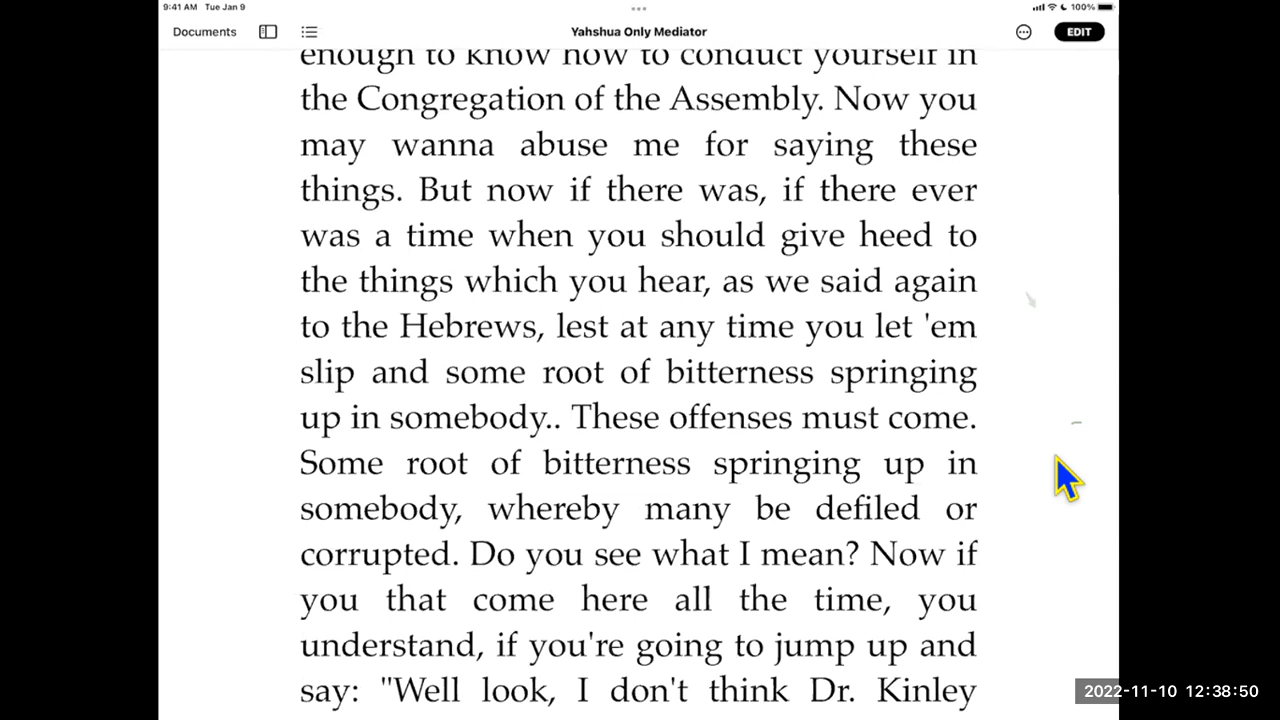 9:41 AM Tue Jan 9
100%
Documents
Yahshua Only Mediator
EDIT
enough to know how to conduct yourself in
the Congregation of the Assembly. Now you
may wanna abuse me for saying these
things. But now if there was, if there ever
was a time when you should give heed to
the things which you hear, as we said again
to the Hebrews, lest at any time you let 'em
slip and some root of bitterness springing
up in somebody.. These offenses must come.
Some root of bitterness springing up in
somebody, whereby many be defiled or
corrupted. Do you see what I mean? Now if
you that come here all the time, you
understand, if you're going to jump up and
say: "Well look, I don't think Dr. Kinley
2022-11-10 12:38:50